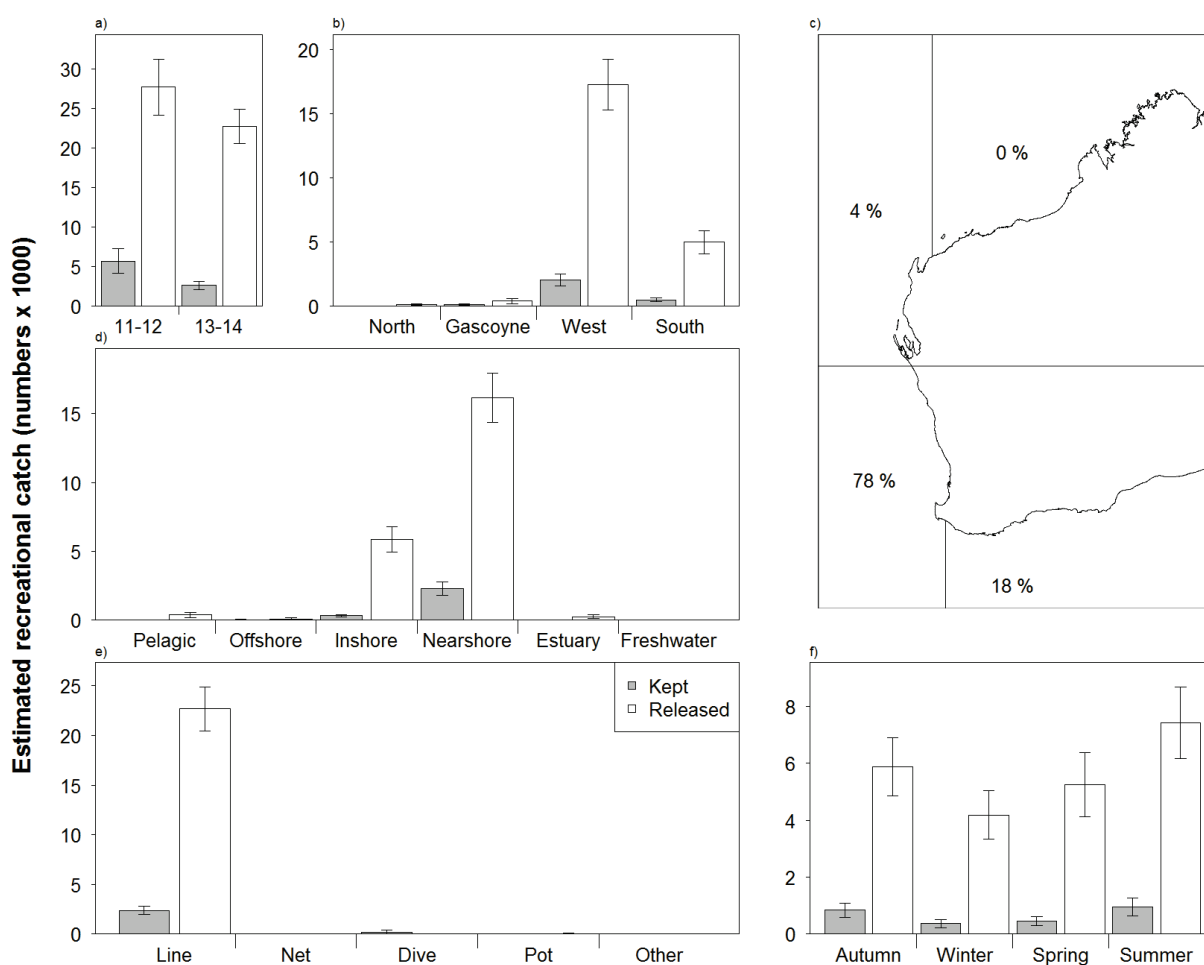 Estimated recreational catch (numbers x 1000)
a)
30
25
20
15
10
5
0
11-12 13-14
b)
20
15
10
5
0
North Gascoyne West South
c)
0 %
4 %
78 %
18 %
d)
15
10
5
0
Pelagic Offshore Inshore Nearshore Estuary Freshwater
e)
25
20
15
10
5
0
Kept
Released
Line Net Dive Pot Other
f)
8
6
4
2
0
Autumn Winter Spring Summer